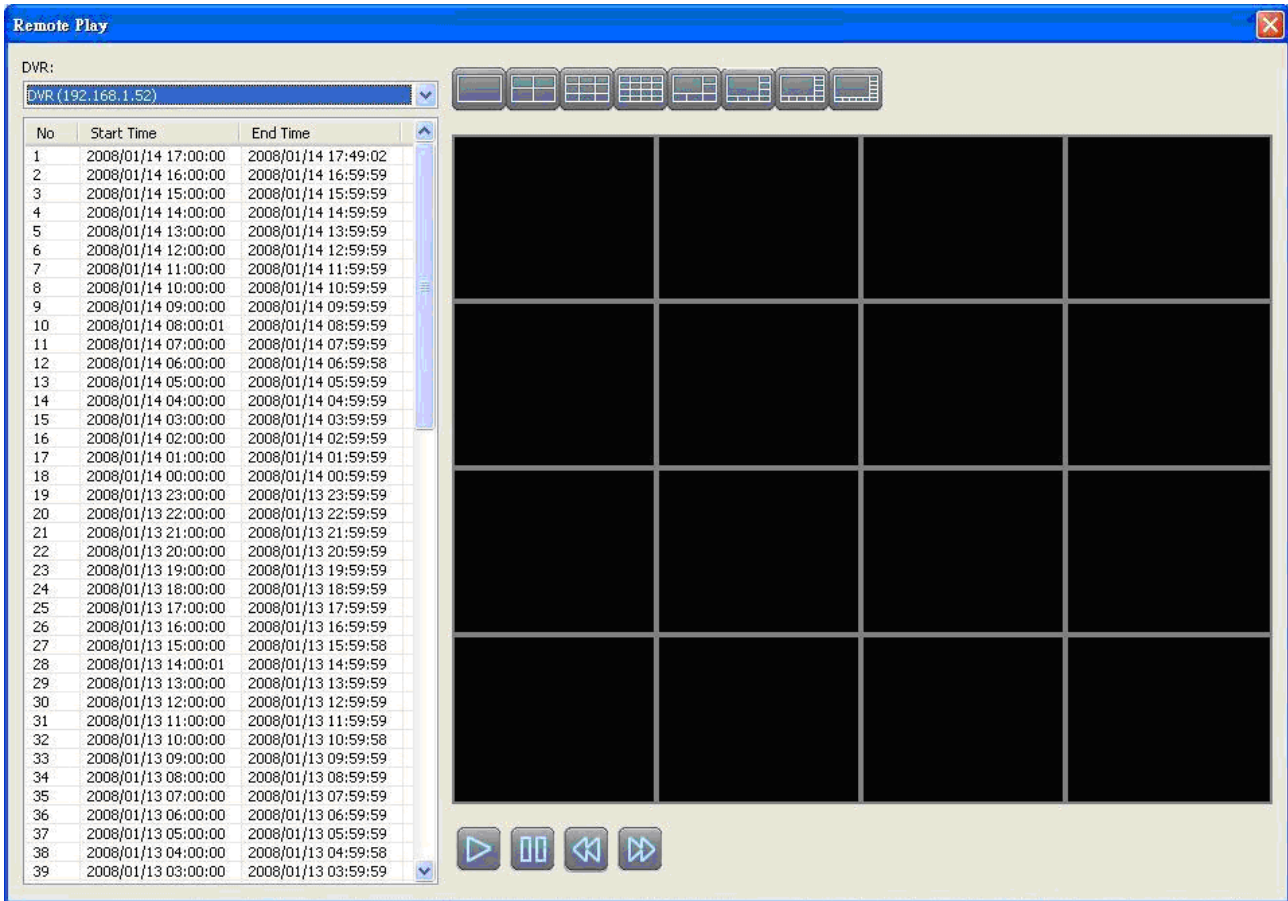 Remote Play
DVR:
DVR (192.168.1.52)
No Start Time End Time
1 2008/01/14 17:00:00 2008/01/14 17:49:02
2 2008/01/14 16:00:00 2008/01/14 16:59:59
3 2008/01/14 15:00:00 2008/01/14 15:59:59
4 2008/01/14 14:00:00 2008/01/14 14:59:59
5 2008/01/14 13:00:00 2008/01/14 13:59:59
6 2008/01/14 12:00:00 2008/01/14 12:59:59
7 2008/01/14 11:00:00 2008/01/14 11:59:59
8 2008/01/14 10:00:00 2008/01/14 10:59:59
9 2008/01/14 09:00:00 2008/01/14 09:59:59
10 2008/01/14 08:00:01 2008/01/14 08:59:59
11 2008/01/14 07:00:00 2008/01/14 07:59:59
12 2008/01/14 06:00:00 2008/01/14 06:59:58
13 2008/01/14 05:00:00 2008/01/14 05:59:59
14 2008/01/14 04:00:00 2008/01/14 04:59:59
15 2008/01/14 03:00:00 2008/01/14 03:59:59
16 2008/01/14 02:00:00 2008/01/14 02:59:59
17 2008/01/14 01:00:00 2008/01/14 01:59:59
18 2008/01/14 00:00:00 2008/01/14 00:59:59
19 2008/01/13 23:00:00 2008/01/13 23:59:59
20 2008/01/13 22:00:00 2008/01/13 22:59:59
21 2008/01/13 21:00:00 2008/01/13 21:59:59
22 2008/01/13 20:00:00 2008/01/13 20:59:59
23 2008/01/13 19:00:00 2008/01/13 19:59:59
24 2008/01/13 18:00:00 2008/01/13 18:59:59
25 2008/01/13 17:00:00 2008/01/13 17:59:59
26 2008/01/13 16:00:00 2008/01/13 16:59:59
27 2008/01/13 15:00:00 2008/01/13 15:59:58
28 2008/01/13 14:00:01 2008/01/13 14:59:59
29 2008/01/13 13:00:00 2008/01/13 13:59:59
30 2008/01/13 12:00:00 2008/01/13 12:59:59
31 2008/01/13 11:00:00 2008/01/13 11:59:59
32 2008/01/13 10:00:00 2008/01/13 10:59:58
33 2008/01/13 09:00:00 2008/01/13 09:59:59
34 2008/01/13 08:00:00 2008/01/13 08:59:59
35 2008/01/13 07:00:00 2008/01/13 07:59:59
36 2008/01/13 06:00:00 2008/01/13 06:59:59
37 2008/01/13 05:00:00 2008/01/13 05:59:59
38 2008/01/13 04:00:00 2008/01/13 04:59:58
39 2008/01/13 03:00:00 2008/01/13 03:59:59